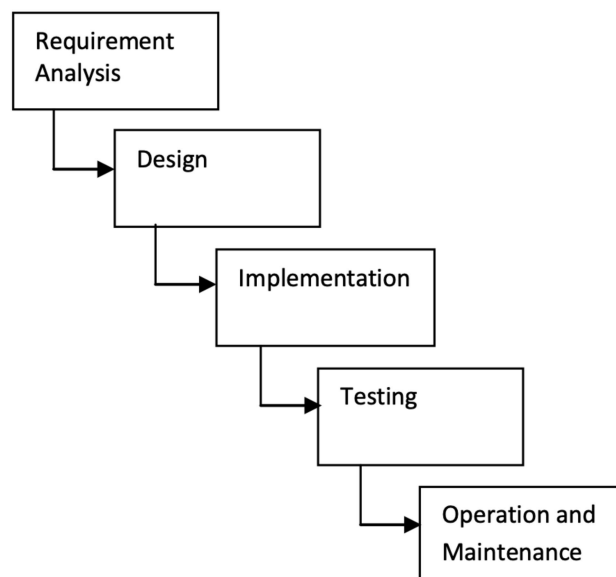 Requirement
Analysis
Design
Implementation
Testing
Operation and
Maintenance